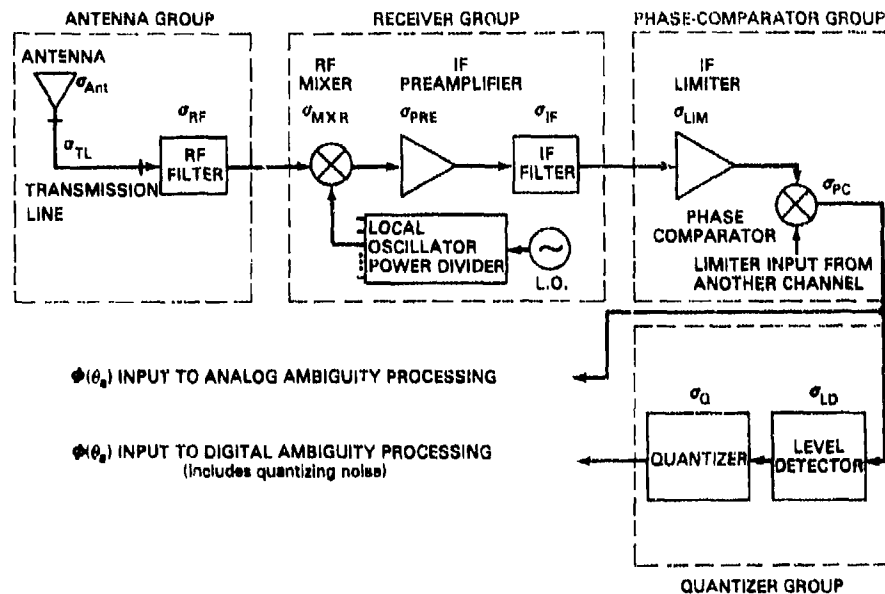 ANTENNA GROUP
RECEIVER GROUP
PHASE-COMPARATOR GROUP
ANTENNA
σAnt
σTL
TRANSMISSION
LINE
σRF
RF
FILTER
RF
MIXER
σMXR
IF
PREAMPLIFIER
σPRE
σIF
IF
FILTER
LOCAL
OSCILLATOR
POWER DIVIDER
L.O.
IF
LIMITER
σLIM
σPC
PHASE
COMPARATOR
LIMITER INPUT FROM
ANOTHER CHANNEL
Φ(θa) INPUT TO ANALOG AMBIGUITY PROCESSING
Φ(θa) INPUT TO DIGITAL AMBIGUITY PROCESSING
(includes quantizing noise)
σQ
QUANTIZER
σLD
LEVEL
DETECTOR
QUANTIZER GROUP